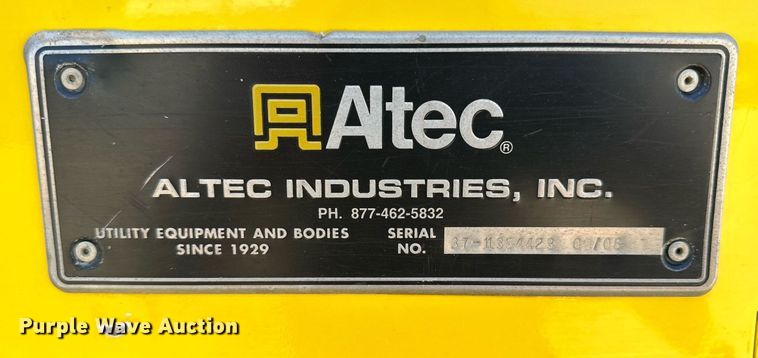 Altec®
ALTEC INDUSTRIES, INC.
PH. 877-462-5832
UTILITY EQUIPMENT AND BODIES SERIAL
SINCE 1929 NO.
Purple Wave Auction